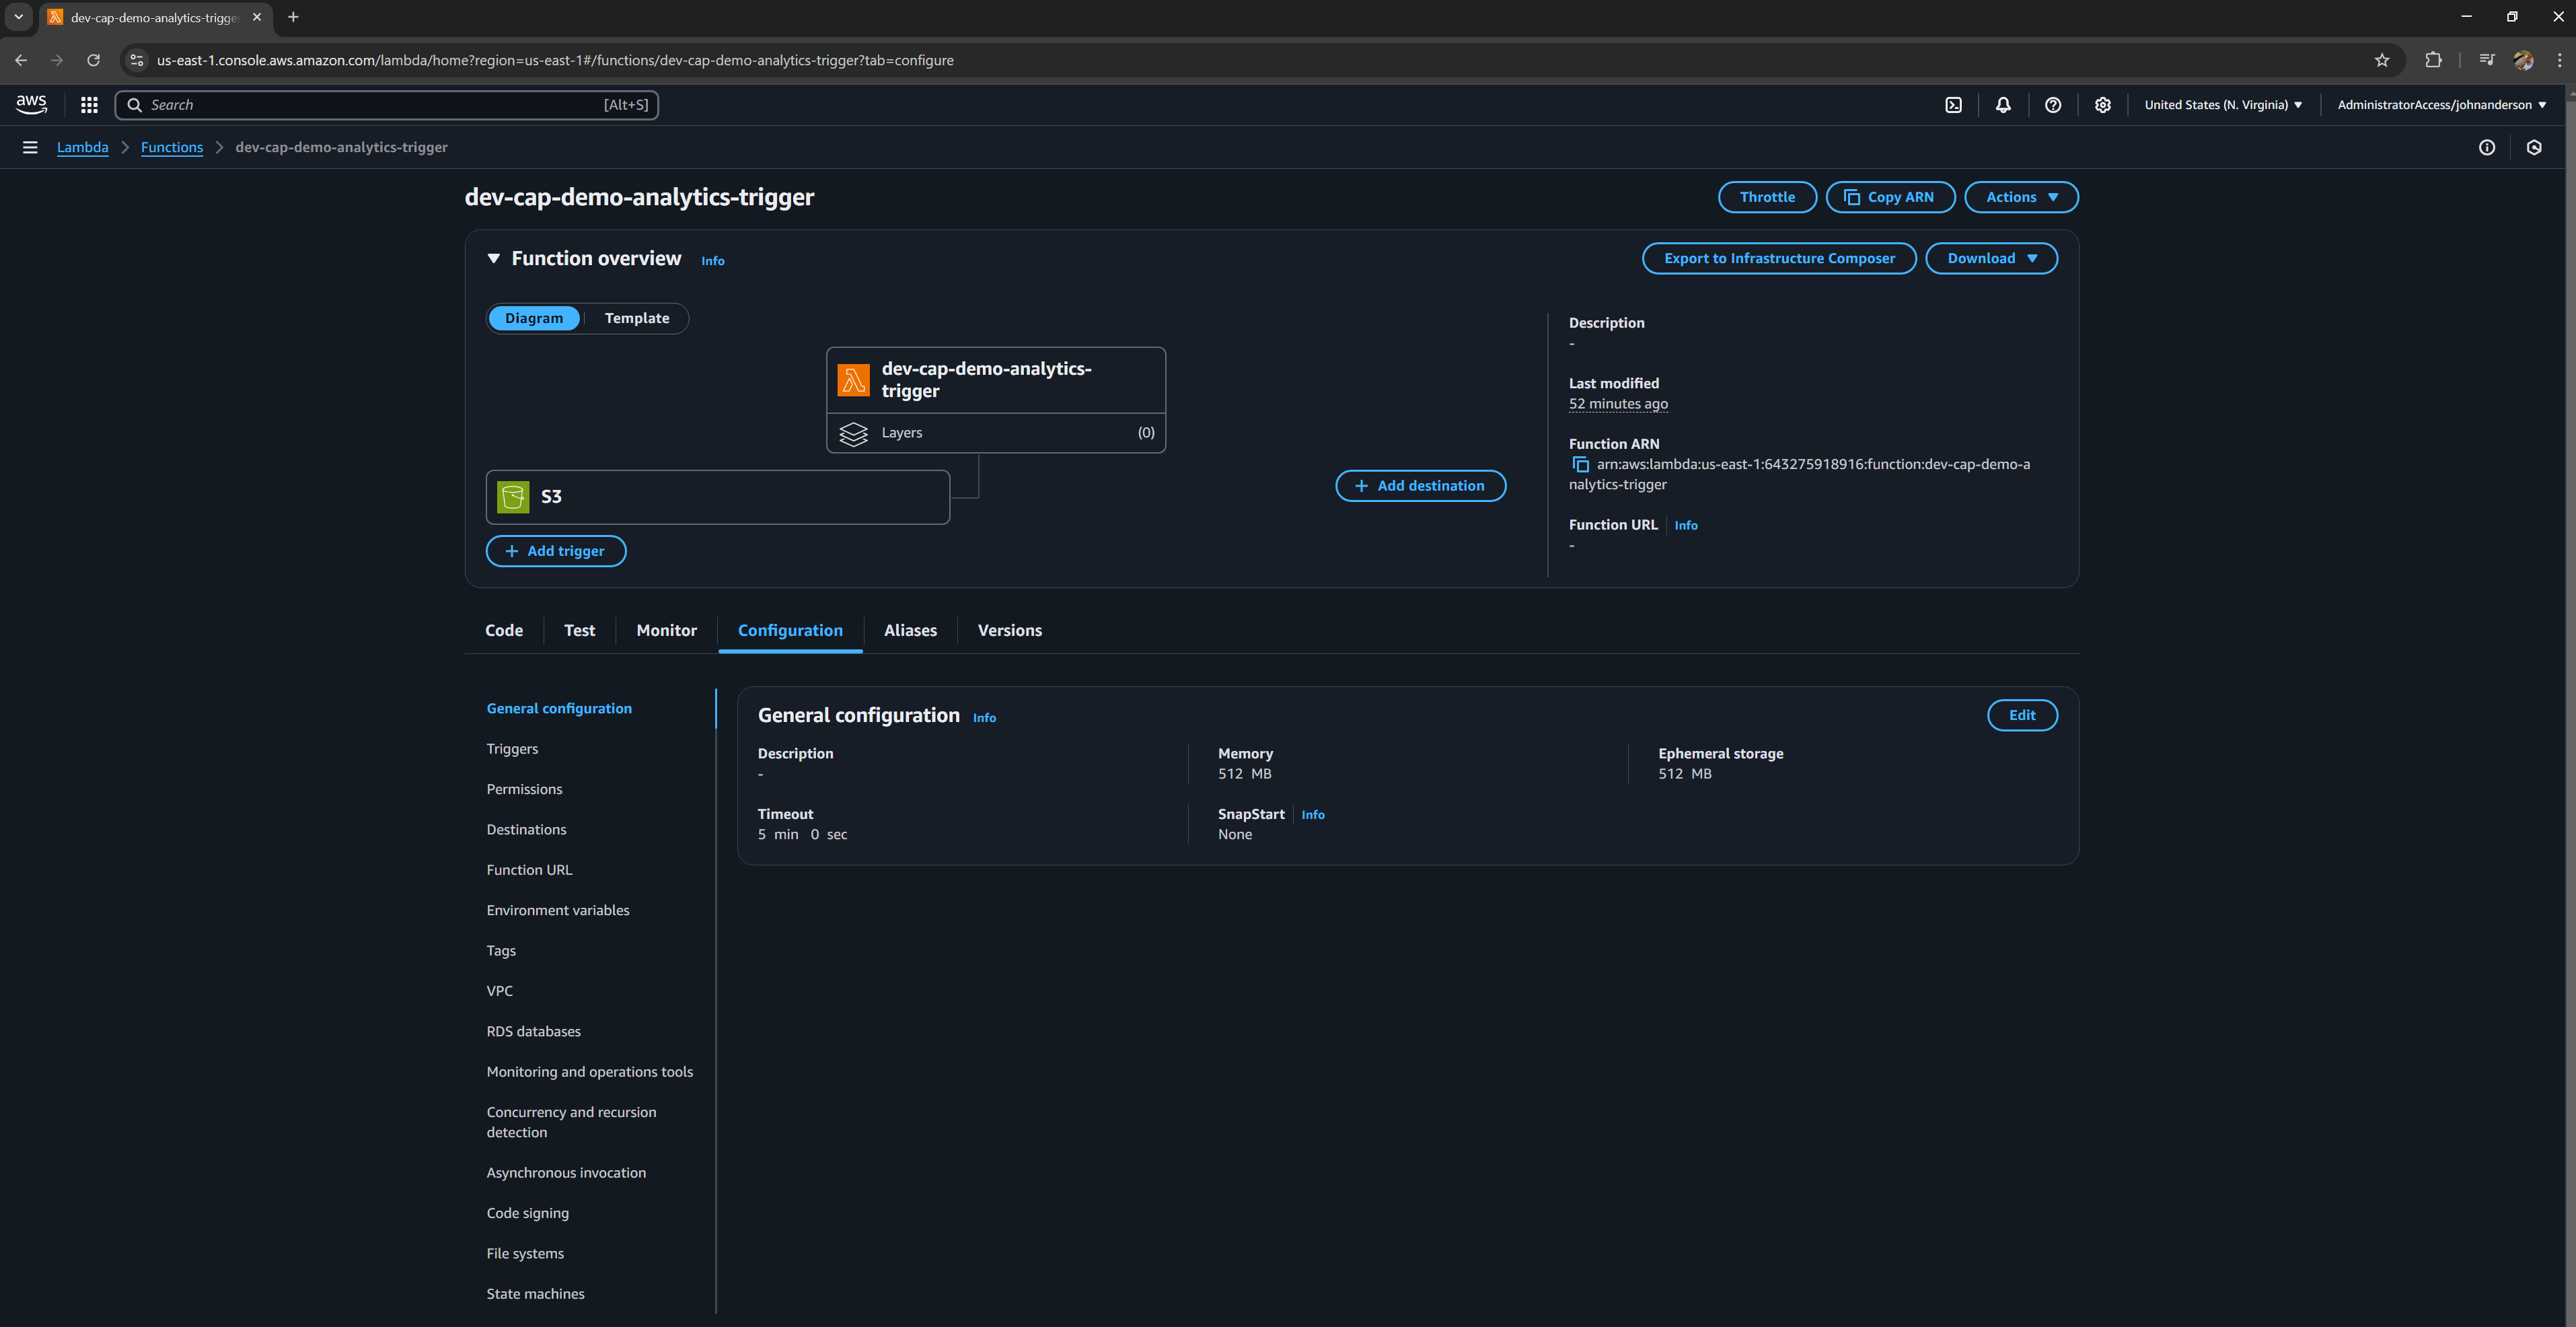 dev-cap-demo-analytics-trigge
us-east-1.console.aws.amazon.com/lambda/home?region=us-east-1#/functions/dev-cap-demo-analytics-trigger?tab=configure
aws
Search
[Alt+S]
United States (N. Virginia)
AdministratorAccess/johnanderson
Lambda
Functions
dev-cap-demo-analytics-trigger
dev-cap-demo-analytics-trigger
Throttle
Copy ARN
Actions
Function overview Info
Export to Infrastructure Composer
Download
Diagram
Template
dev-cap-demo-analytics-
trigger
Layers
(0)
S3
+ Add trigger
+ Add destination
Description
-
Last modified
52 minutes ago
Function ARN
arn:aws:lambda:us-east-1:643275918916:function:dev-cap-demo-a
nalytics-trigger
Function URL Info
-
Code
Test
Monitor
Configuration
Aliases
Versions
General configuration
Triggers
Permissions
Destinations
Function URL
Environment variables
Tags
VPC
RDS databases
Monitoring and operations tools
Concurrency and recursion
detection
Asynchronous invocation
Code signing
File systems
State machines
General configuration Info
Edit
Description
-
Memory
512 MB
Ephemeral storage
512 MB
Timeout
5 min 0 sec
SnapStart Info
None